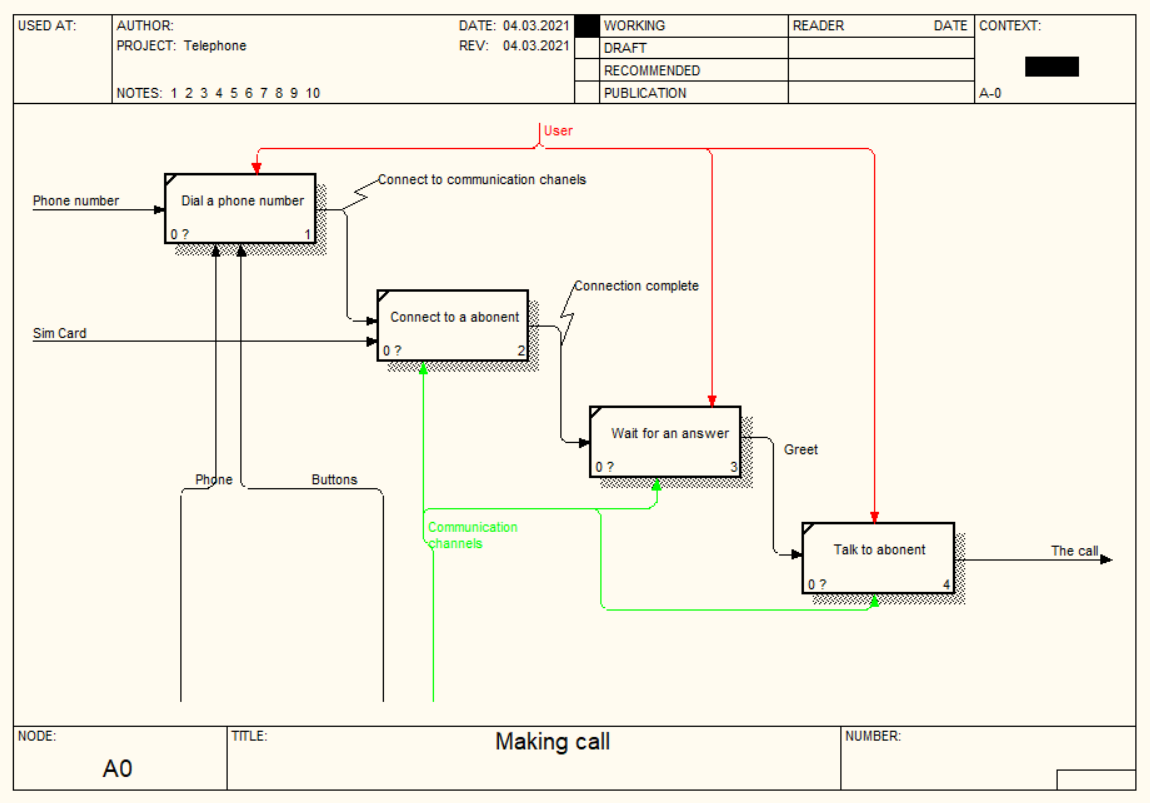 USED AT:
AUTHOR:
DATE: 04.03.2021
PROJECT: Telephone
REV: 04.03.2021
NOTES: 1 2 3 4 5 6 7 8 9 10
WORKING
DRAFT
RECOMMENDED
PUBLICATION
READER
DATE
CONTEXT:
A-0
User
Connect to communication chanels
Phone number
Dial a phone number
0 ?
1
Connection complete
Sim Card
Connect to a abonent
0 ?
2
Wait for an answer
0 ?
3
Greet
Phone
Buttons
Communication
channels
Talk to abonent
0 ?
4
The call
NODE:
A0
TITLE:
Making call
NUMBER: